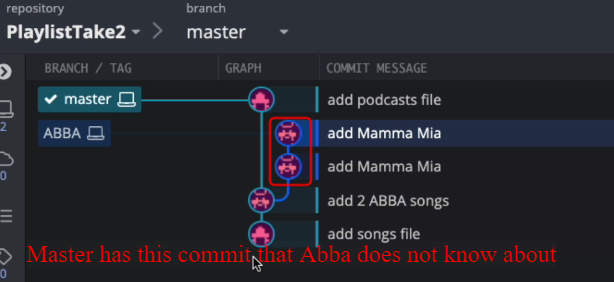 repository
branch
PlaylistTake2
master
BRANCH / TAG
GRAPH
COMMIT MESSAGE
master
add podcasts file
2
ABBA
add Mamma Mia
0
add Mamma Mia
add 2 ABBA songs
add songs file
Master has this commit that Abba does not know about
0